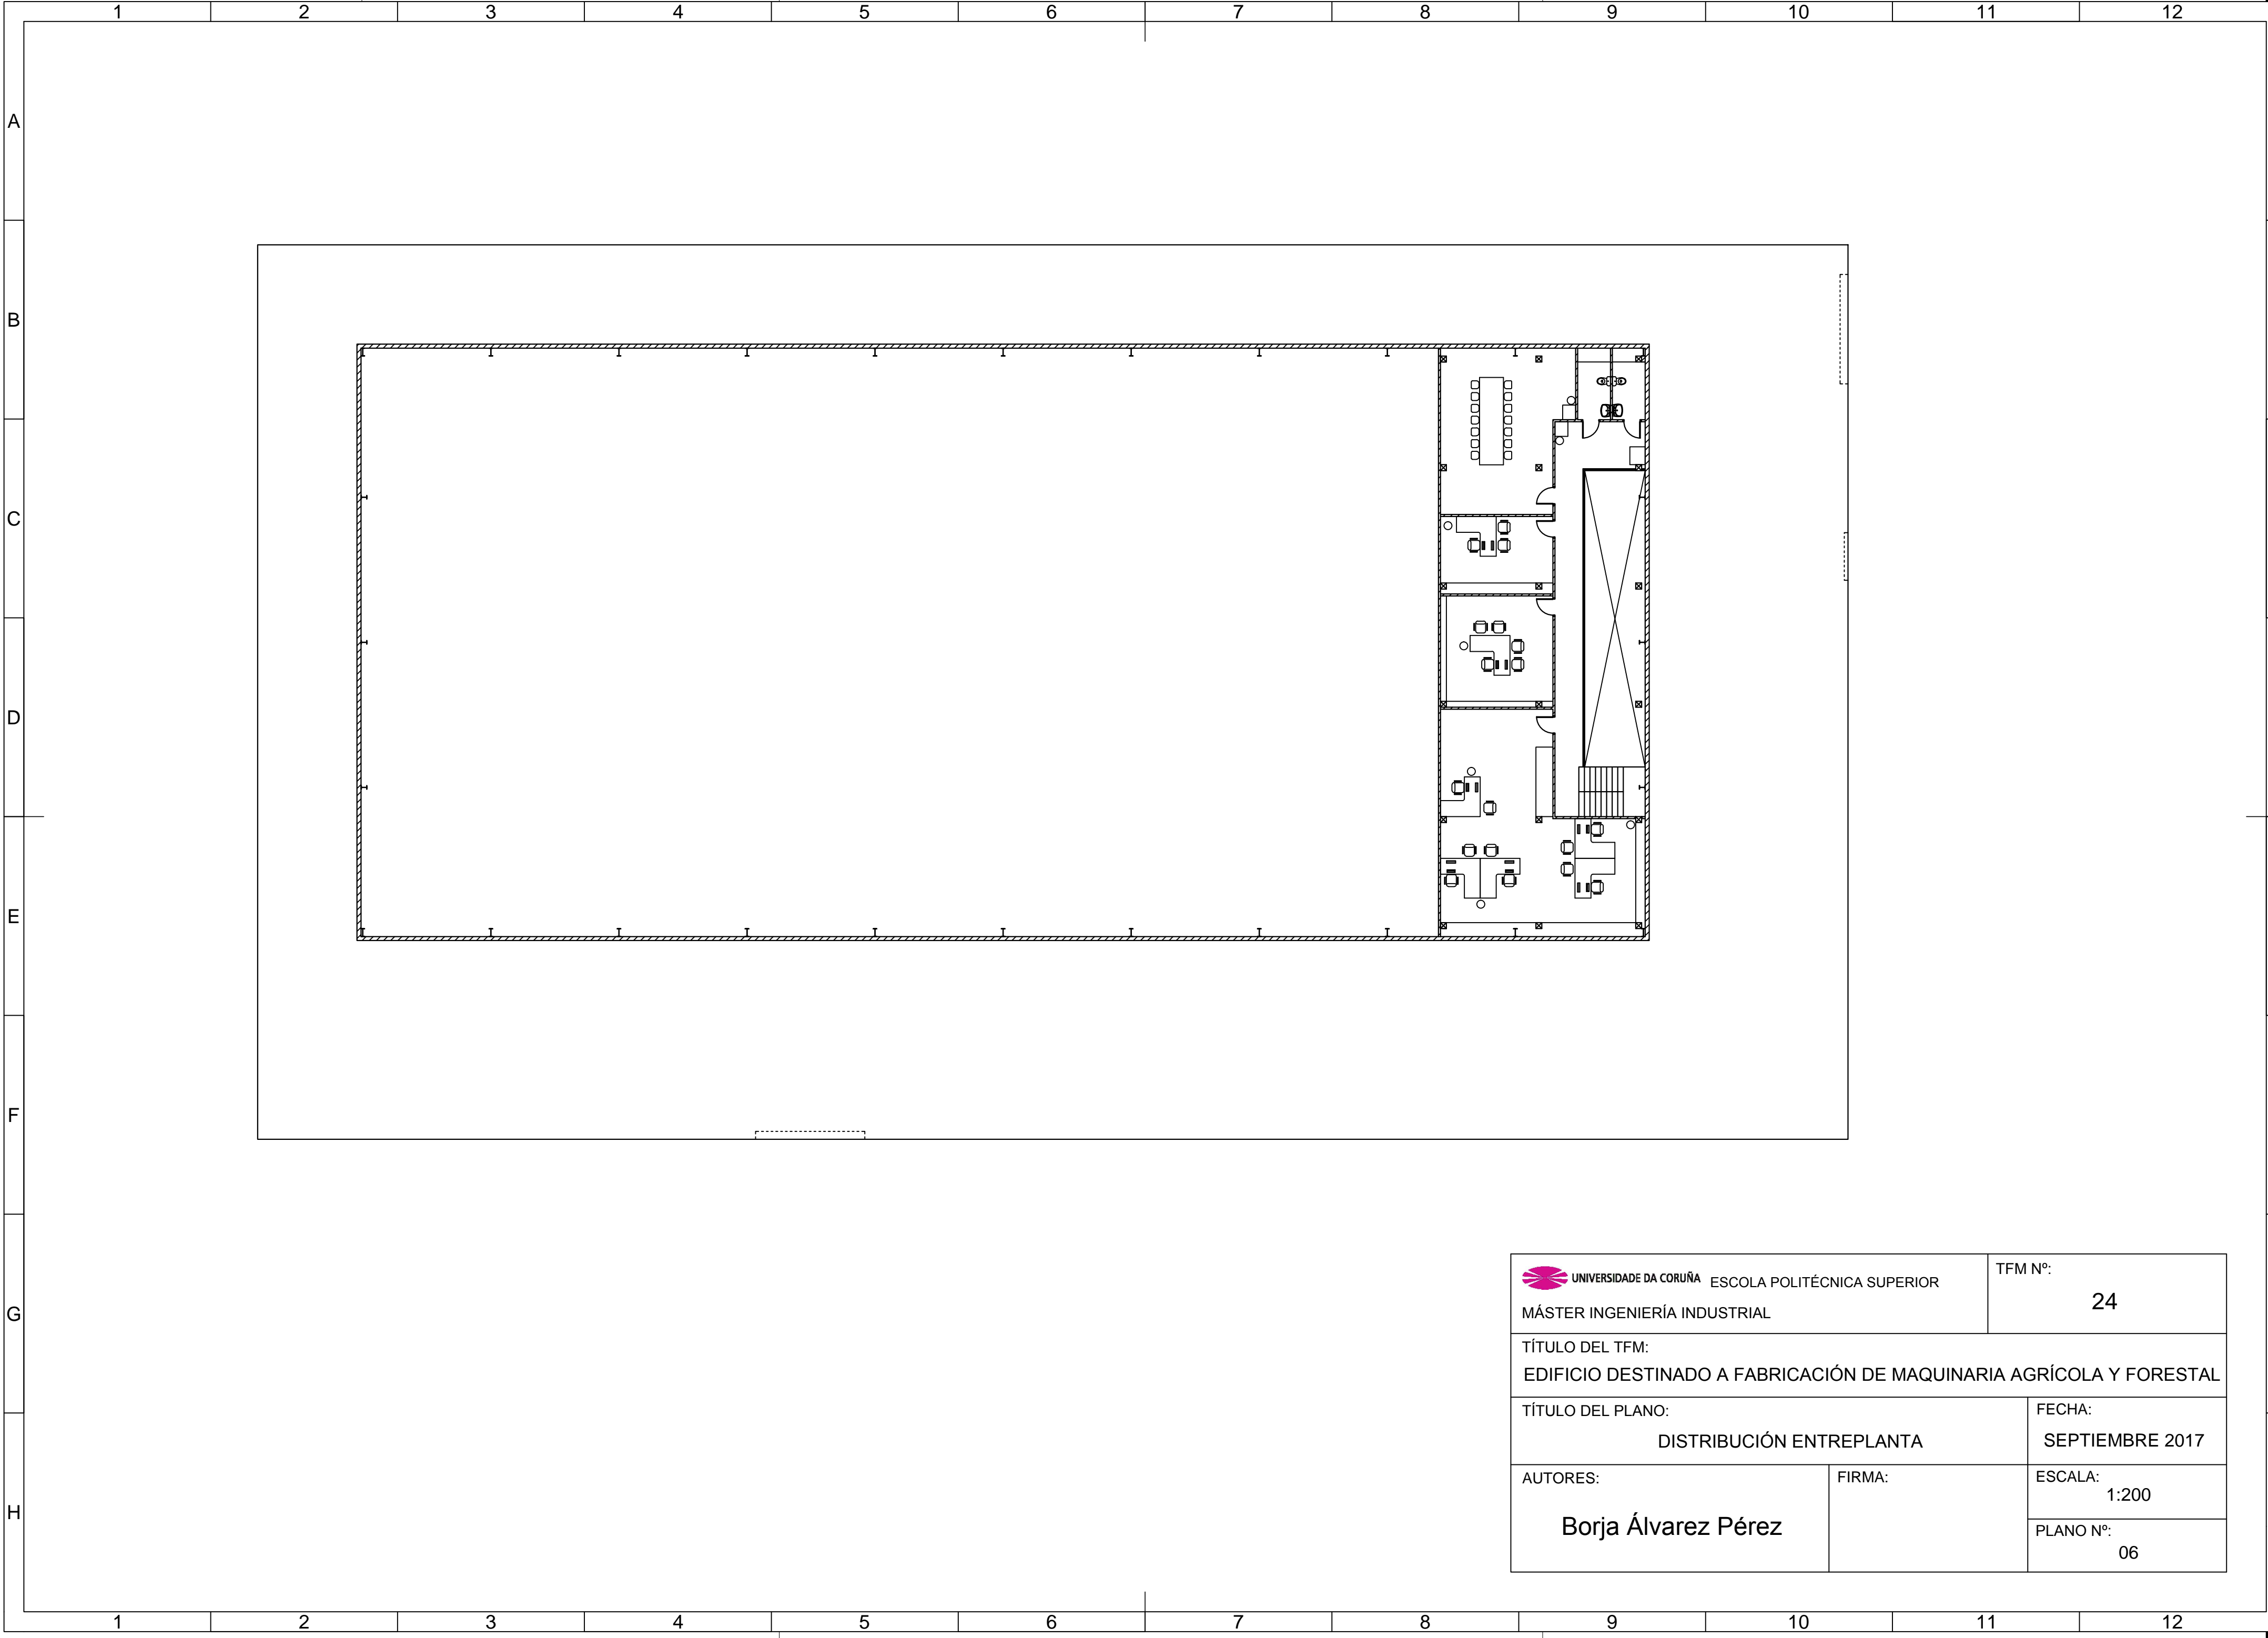 1 2 3 4 5 6 7 8 9 10 11 12
A
B
C
D
E
F
G
H
UNIVERSIDADE DA CORUÑA ESCOLA POLITÉCNICA SUPERIOR
MÁSTER INGENIERÍA INDUSTRIAL
TFM Nº:
24
TÍTULO DEL TFM:
EDIFICIO DESTINADO A FABRICACIÓN DE MAQUINARIA AGRÍCOLA Y FORESTAL
TÍTULO DEL PLANO:
DISTRIBUCIÓN ENTREPLANTA
FECHA:
SEPTIEMBRE 2017
AUTORES:
Borja Álvarez Pérez
FIRMA:
ESCALA:
1:200
PLANO Nº:
06
1 2 3 4 5 6 7 8 9 10 11 12